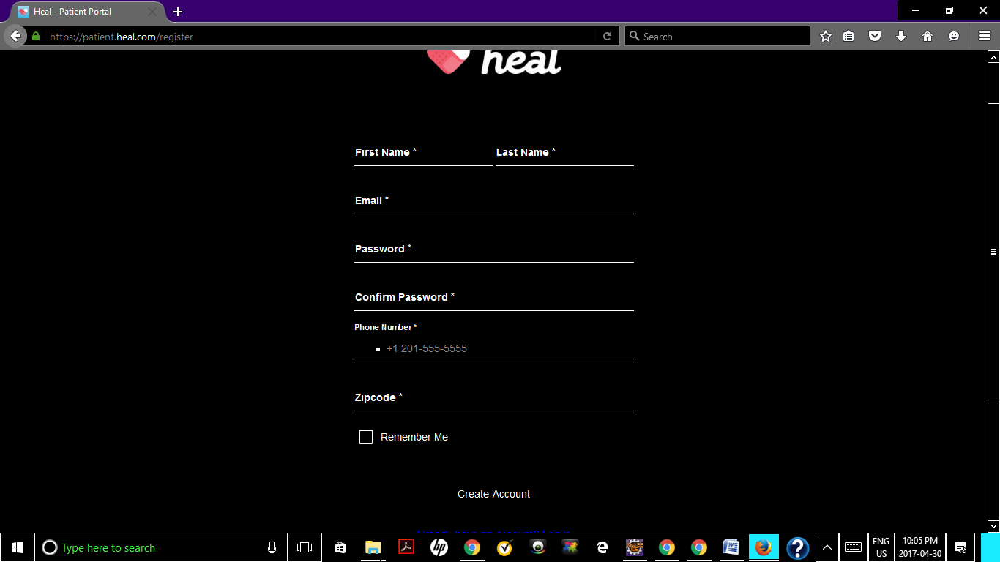 Heal - Patient Portal
https://patient.heal.com/register
Search
heal
First Name * Last Name *
Email *
Password *
Confirm Password *
Phone Number*
+1 201-555-5555
Zipcode *
Remember Me
Create Account
Type here to search
ENG
US
10:05 PM
2017-04-30